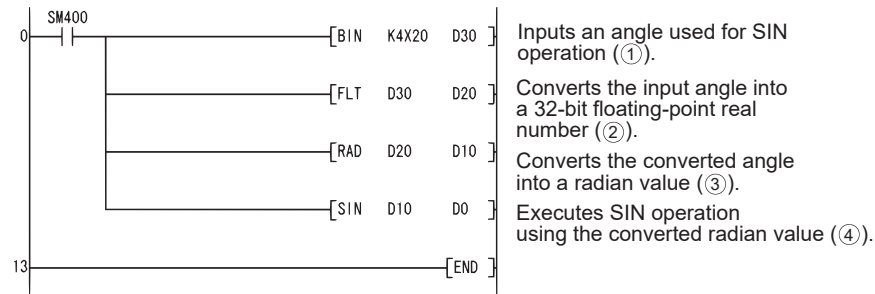 SM400
0 [BIN K4X20 D30 ]
Inputs an angle used for SIN
operation (①).
[FLT D30 D20 ]
Converts the input angle into
a 32-bit floating-point real
number (②).
[RAD D20 D10 ]
Converts the converted angle
into a radian value (③).
[SIN D10 D0 ]
Executes SIN operation
using the converted radian value (④).
13 [END ]